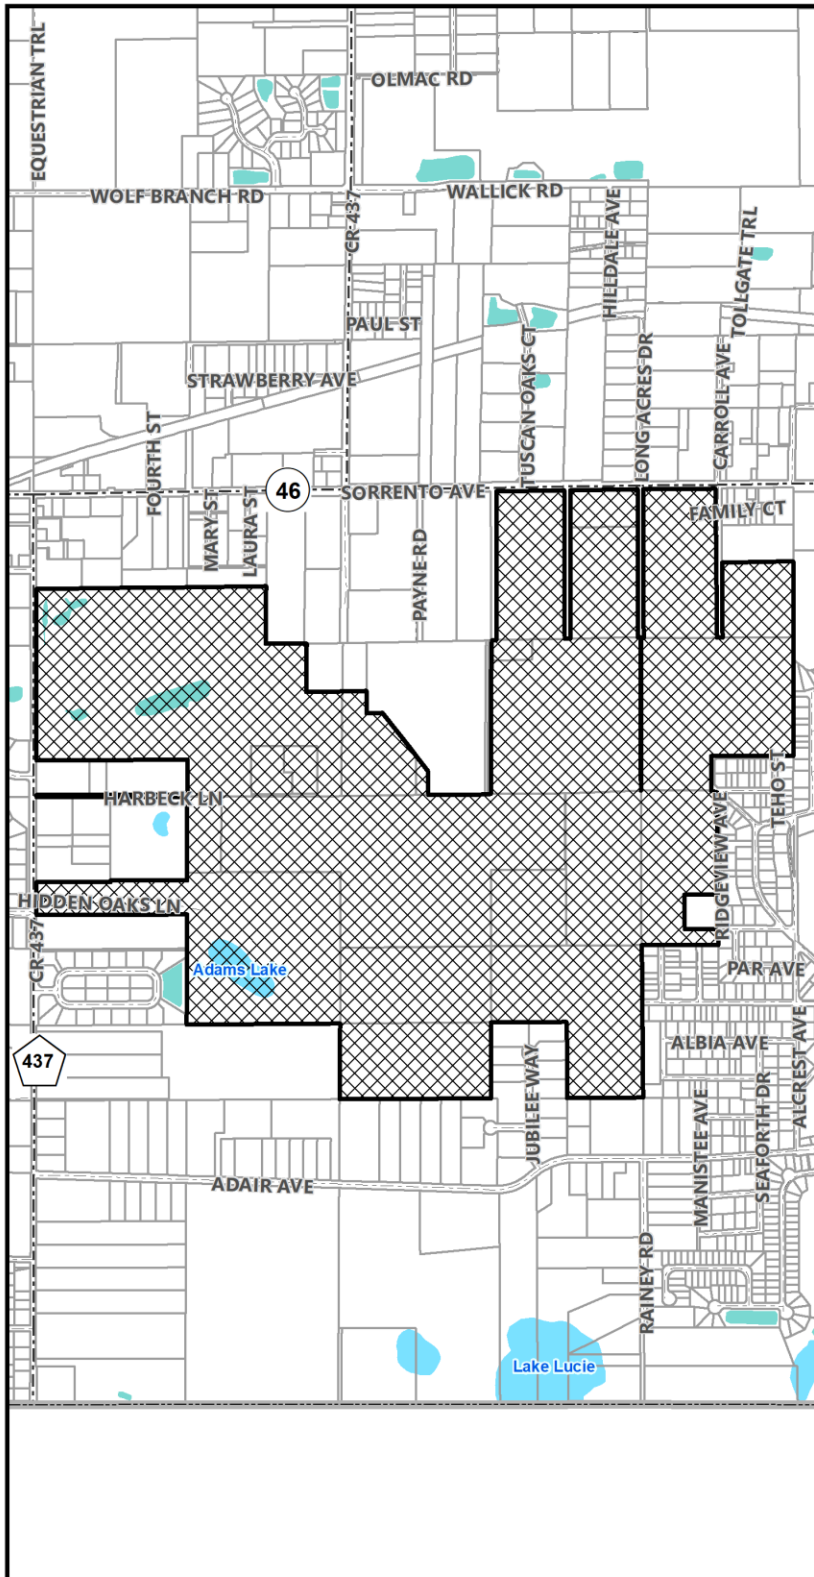 EQUESTRIAN TRL
OLMAC RD
WOLF BRANCH RD
WALLICK RD
CR-437
HILLDALE AVE
TOLLGATE TRL
PAUL ST
STRAWBERRY AVE
TUSCAN OAKS CT
LONG ACRES DR
CARROLL AVE
FOURTH ST
46
SORRENTO AVE
MARY ST
LAURA ST
FAMILY CT
PAYNE RD
HARBECK LN
TEHO ST
RIDGEVIEW AVE
HIDDEN OAKS LN
CR-437
Adams Lake
PAR AVE
437
ALBIA AVE
ALCREST AVE
JUBILEE WAY
MANISTEE AVE
SEAFORTH DR
ADAIR AVE
RAINEY RD
Lake Lucie